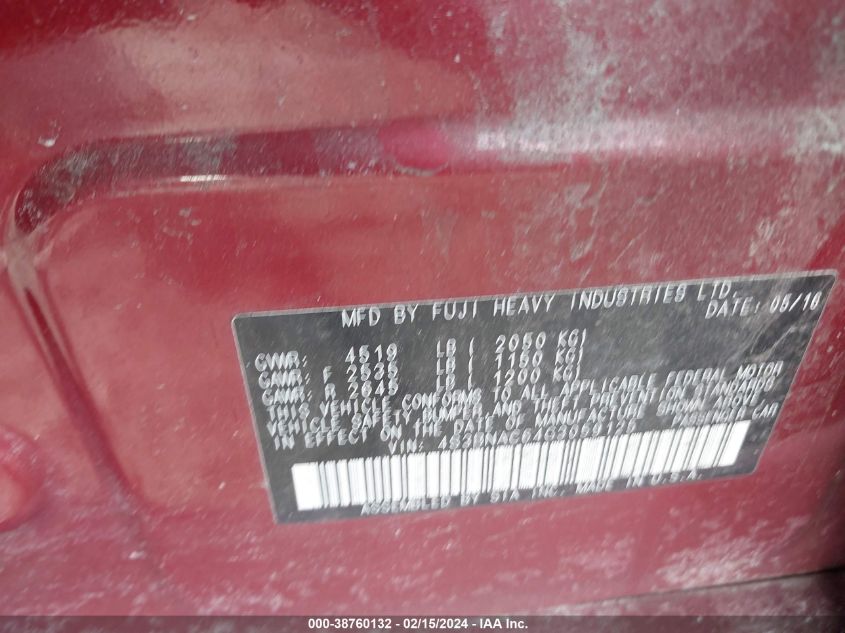 MFD BY FUJI HEAVY INDUSTRIES LTD.
DATE: 05/16
GVWR: 4519 LB ( 2050 KG)
GAWR: F 2535 LB ( 1150 KG)
GAWR: R 2645 LB ( 1200 KG)
THIS VEHICLE CONFORMS TO ALL APPLICABLE FEDERAL MOTOR
VEHICLE SAFETY, BUMPER, AND THEFT PREVENTION STANDARDS
IN EFFECT ON THE DATE OF MANUFACTURE SHOWN ABOVE
VIN: PASSENGER CAR
ASSEMBLED BY SIA INC. MADE IN U.S.A.
000-38760132 - 02/15/2024 - IAA Inc.